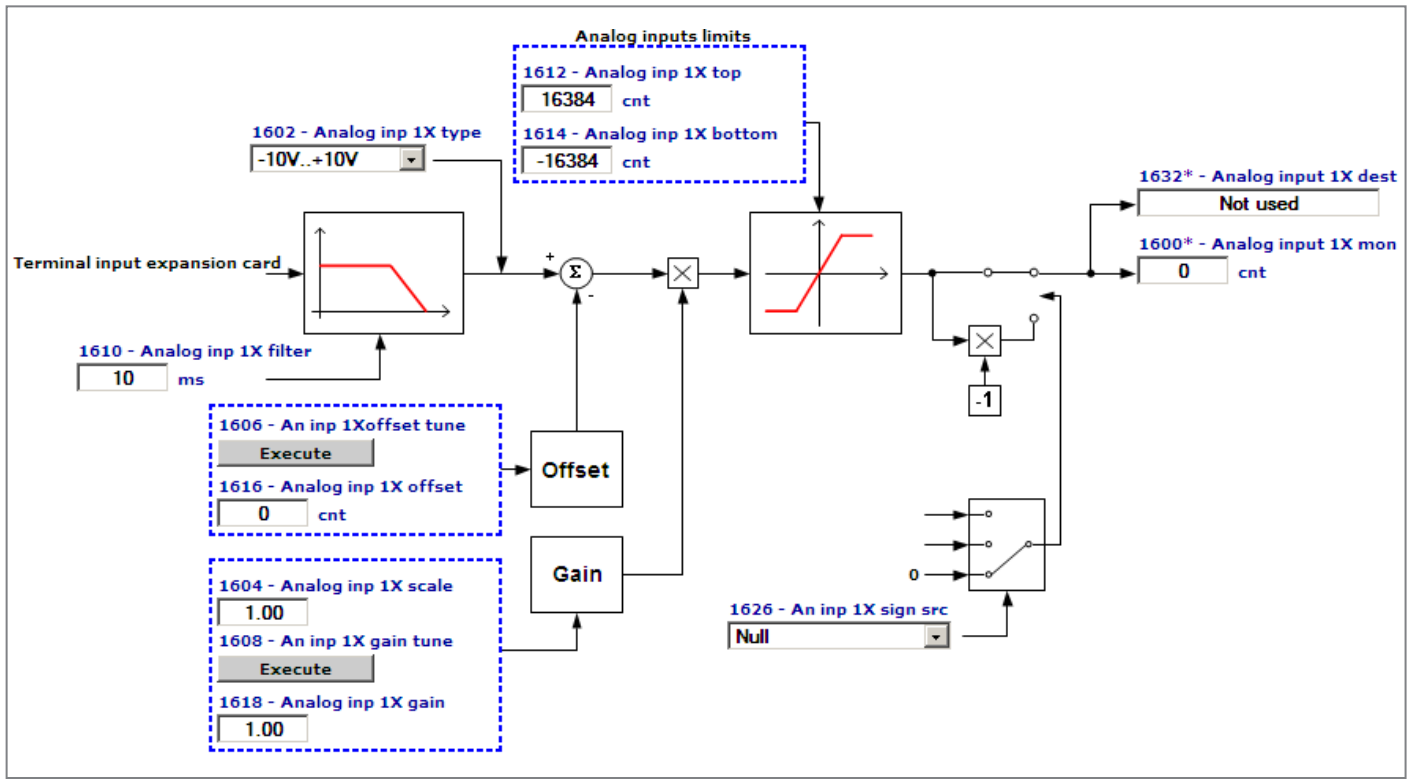 Analog inputs limits
1612 - Analog inp 1X top
16384 cnt
1614 - Analog inp 1X bottom
-16384 cnt
1602 - Analog inp 1X type
-10V..+10V
1632* - Analog input 1X dest
Not used
1600* - Analog input 1X mon
0 cnt
Terminal input expansion card
+
Σ
-
1610 - Analog inp 1X filter
10 ms
-1
1606 - An inp 1Xoffset tune
Execute
1616 - Analog inp 1X offset
0 cnt
Offset
1604 - Analog inp 1X scale
1.00
1608 - An inp 1X gain tune
Execute
1618 - Analog inp 1X gain
1.00
Gain
0
1626 - An inp 1X sign src
Null